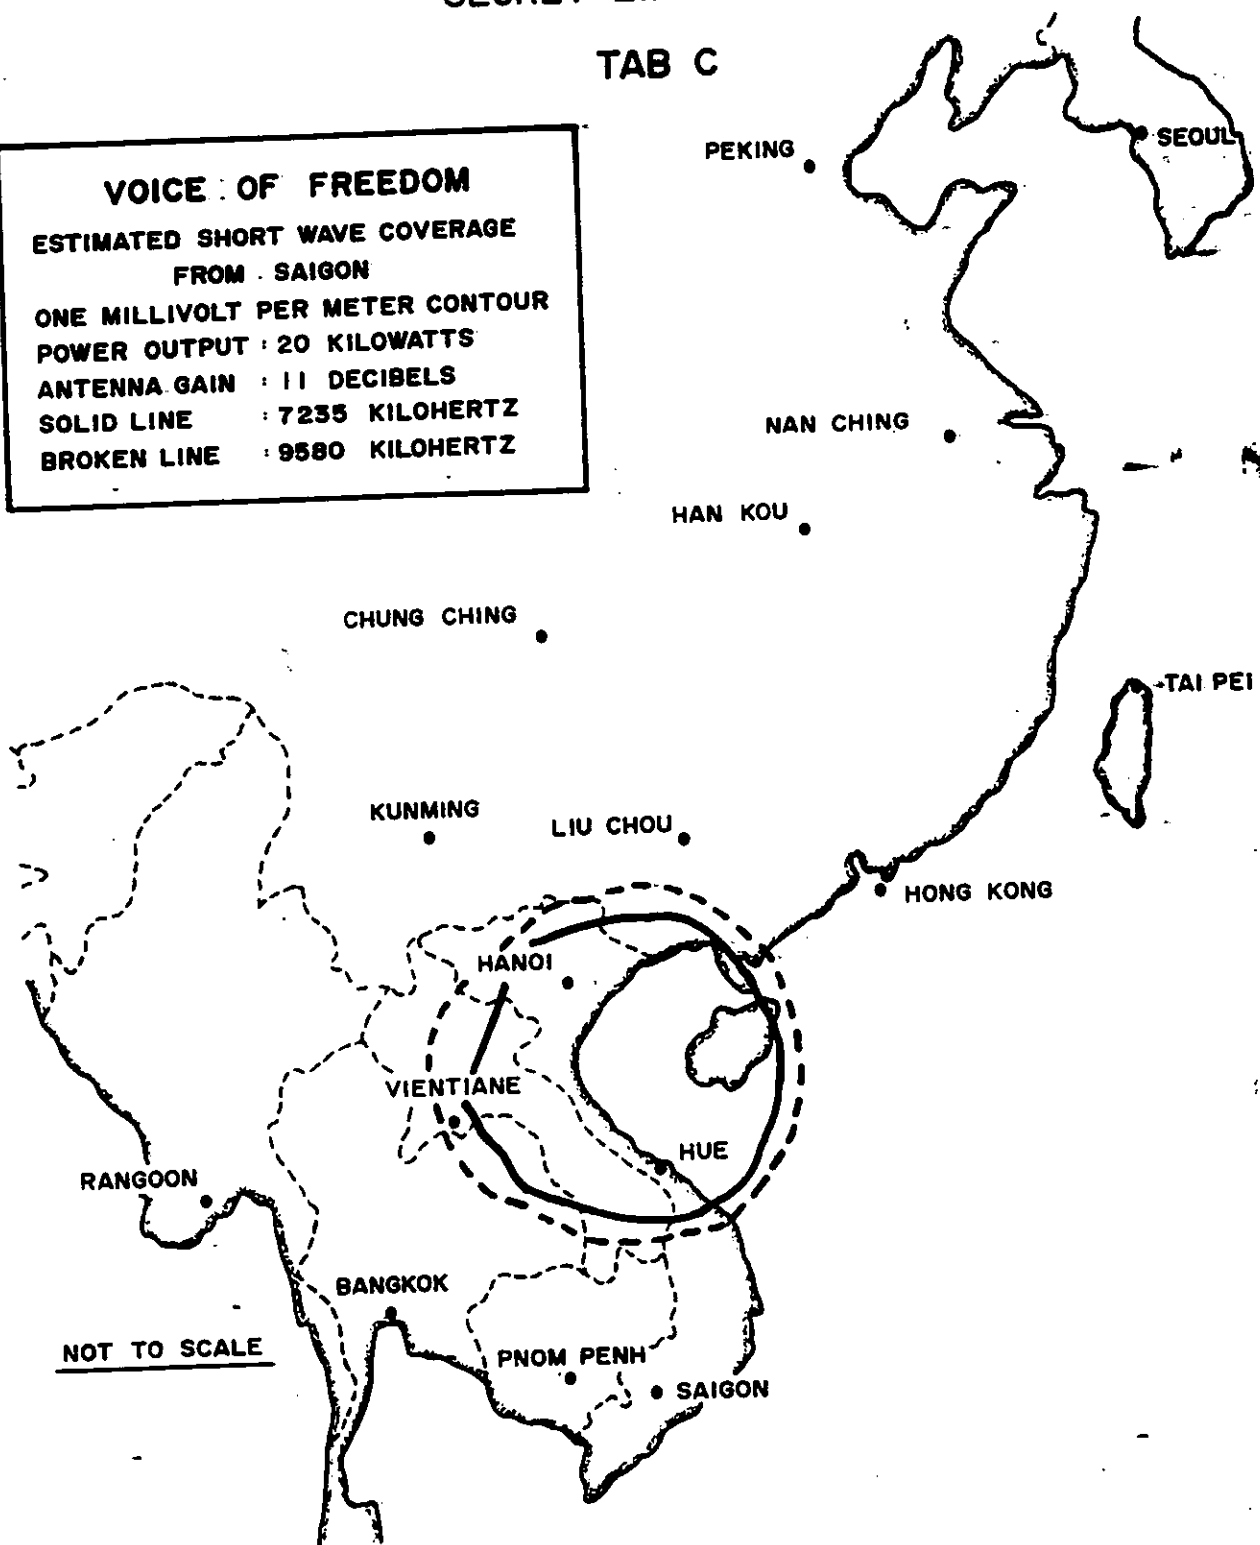 SECRET
TAB C
VOICE OF FREEDOM
ESTIMATED SHORT WAVE COVERAGE
FROM SAIGON
ONE MILLIVOLT PER METER CONTOUR
POWER OUTPUT : 20 KILOWATTS
ANTENNA GAIN : 11 DECIBELS
SOLID LINE : 7235 KILOHERTZ
BROKEN LINE : 9580 KILOHERTZ
PEKING
SEOUL
NAN CHING
HAN KOU
CHUNG CHING
TAI PEI
KUNMING
LIU CHOU
HONG KONG
HANOI
VIENTIANE
HUE
RANGOON
BANGKOK
NOT TO SCALE
PNOM PENH
SAIGON